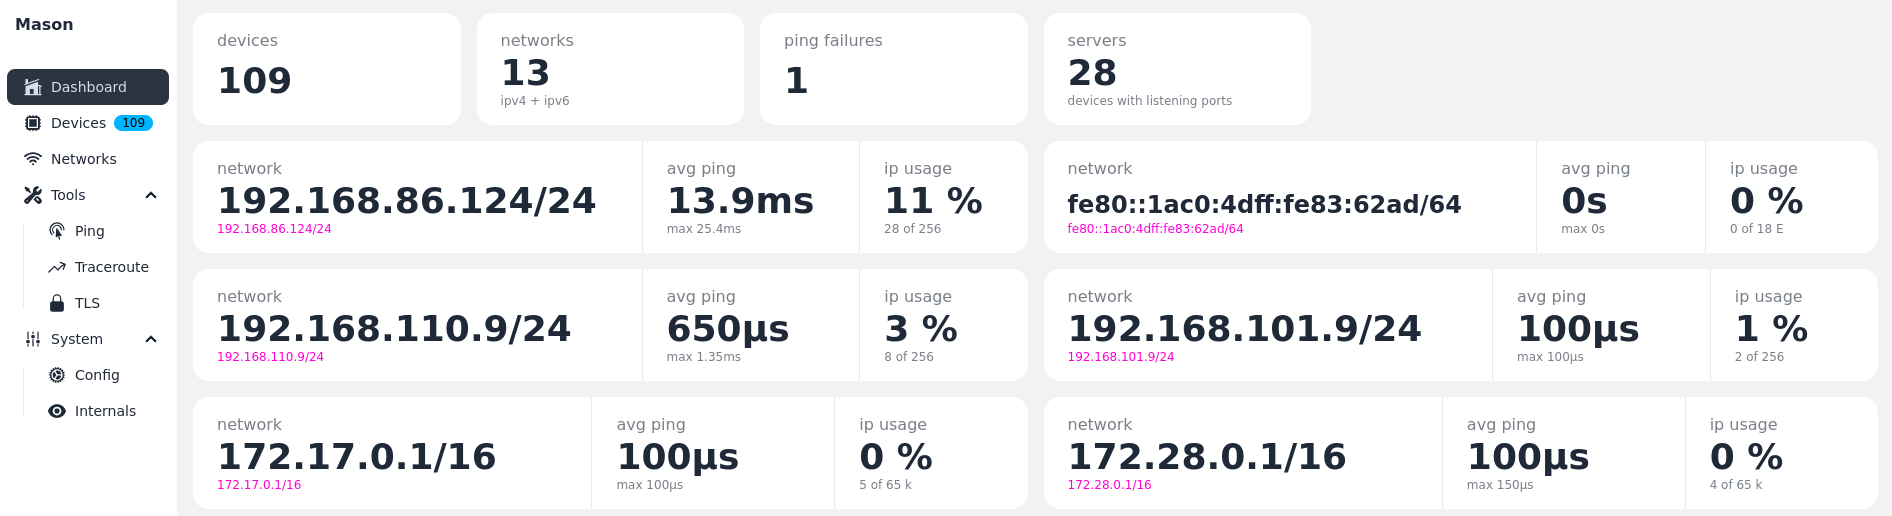 Mason
Dashboard
Devices 109
Networks
Tools
Ping
Traceroute
TLS
System
Config
Internals
devices
109
networks
13
ipv4 + ipv6
ping failures
1
servers
28
devices with listening ports
network
192.168.86.124/24
192.168.86.124/24
avg ping
13.9ms
max 25.4ms
ip usage
11 %
28 of 256
network
fe80::1ac0:4dff:fe83:62ad/64
fe80::1ac0:4dff:fe83:62ad/64
avg ping
0s
max 0s
ip usage
0 %
0 of 18 E
network
192.168.110.9/24
192.168.110.9/24
avg ping
650µs
max 1.35ms
ip usage
3 %
8 of 256
network
192.168.101.9/24
192.168.101.9/24
avg ping
100µs
max 100µs
ip usage
1 %
2 of 256
network
172.17.0.1/16
172.17.0.1/16
avg ping
100µs
max 100µs
ip usage
0 %
5 of 65 k
network
172.28.0.1/16
172.28.0.1/16
avg ping
100µs
max 150µs
ip usage
0 %
4 of 65 k